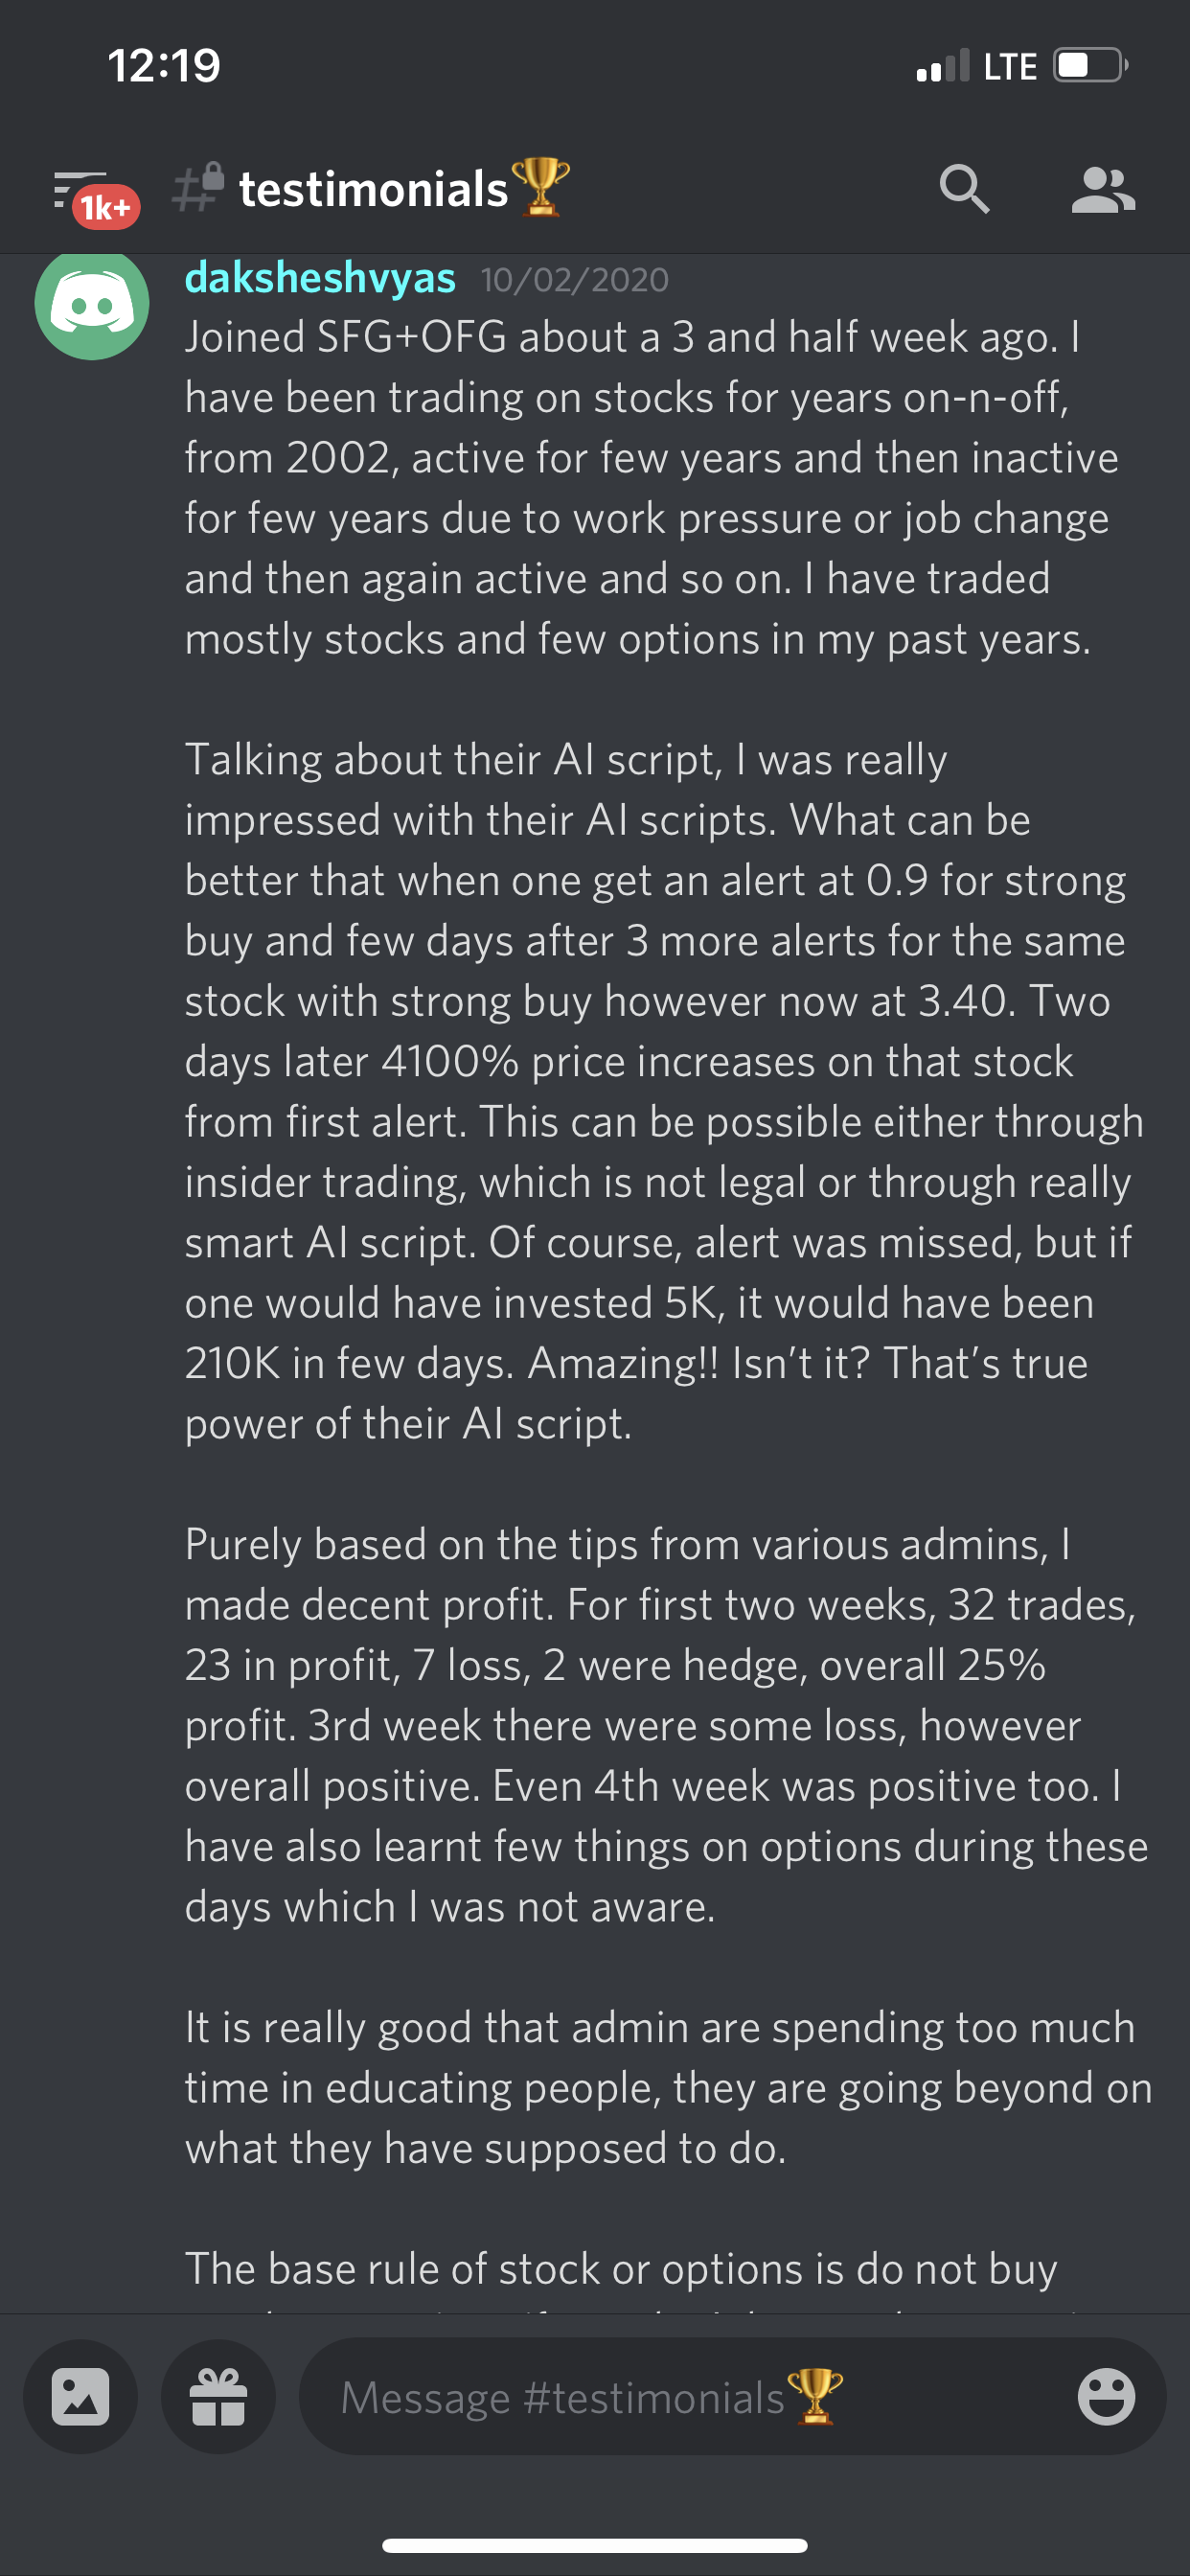 12:19
LTE
1k+
testimonials🏆
daksheshvyas 10/02/2020
Joined SFG+OFG about a 3 and half week ago. I
have been trading on stocks for years on-n-off,
from 2002, active for few years and then inactive
for few years due to work pressure or job change
and then again active and so on. I have traded
mostly stocks and few options in my past years.
Talking about their AI script, I was really
impressed with their AI scripts. What can be
better that when one get an alert at 0.9 for strong
buy and few days after 3 more alerts for the same
stock with strong buy however now at 3.40. Two
days later 4100% price increases on that stock
from first alert. This can be possible either through
insider trading, which is not legal or through really
smart AI script. Of course, alert was missed, but if
one would have invested 5K, it would have been
210K in few days. Amazing!! Isn’t it? That’s true
power of their AI script.
Purely based on the tips from various admins, I
made decent profit. For first two weeks, 32 trades,
23 in profit, 7 loss, 2 were hedge, overall 25%
profit. 3rd week there were some loss, however
overall positive. Even 4th week was positive too. I
have also learnt few things on options during these
days which I was not aware.
It is really good that admin are spending too much
time in educating people, they are going beyond on
what they have supposed to do.
The base rule of stock or options is do not buy
Message #testimonials🏆